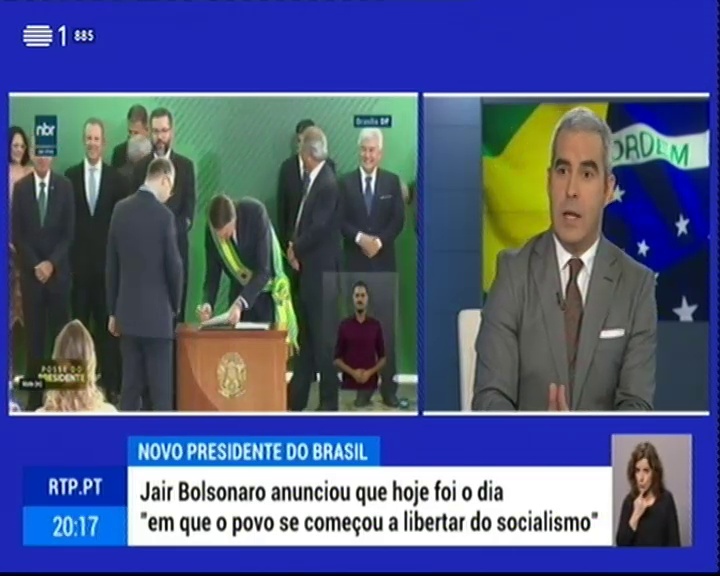 1 885
nbr
Brasília DF
ORDEM
POSSE DO
PRESIDENTE
NOVO PRESIDENTE DO BRASIL
RTP.PT
20:17
Jair Bolsonaro anunciou que hoje foi o dia
"em que o povo se começou a libertar do socialismo"